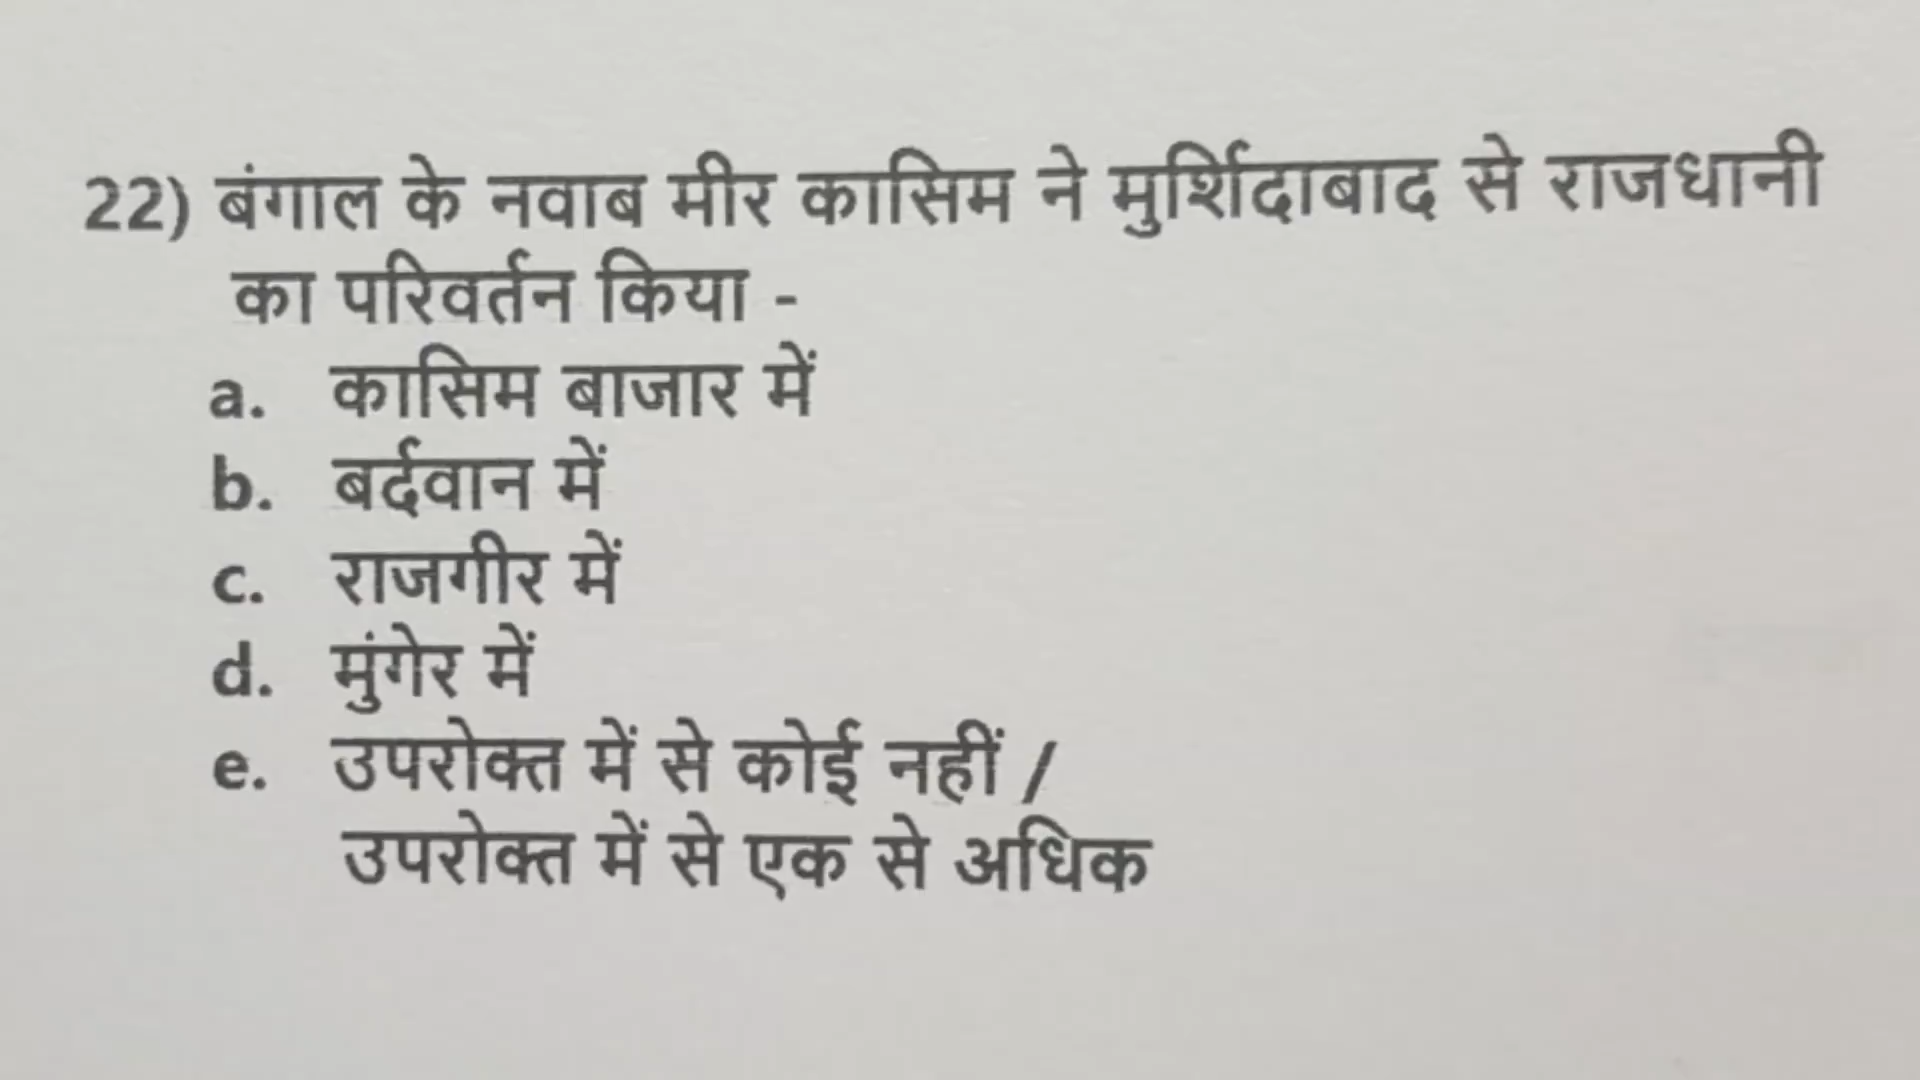 22) बंगाल के नवाब मीर कासिम ने मुर्शिदाबाद से राजधानी
का परिवर्तन किया -
a. कासिम बाजार में
b. बर्दवान में
c. राजगीर में
d. मुंगेर में
e. उपरोक्त में से कोई नहीं /
उपरोक्त में से एक से अधिक